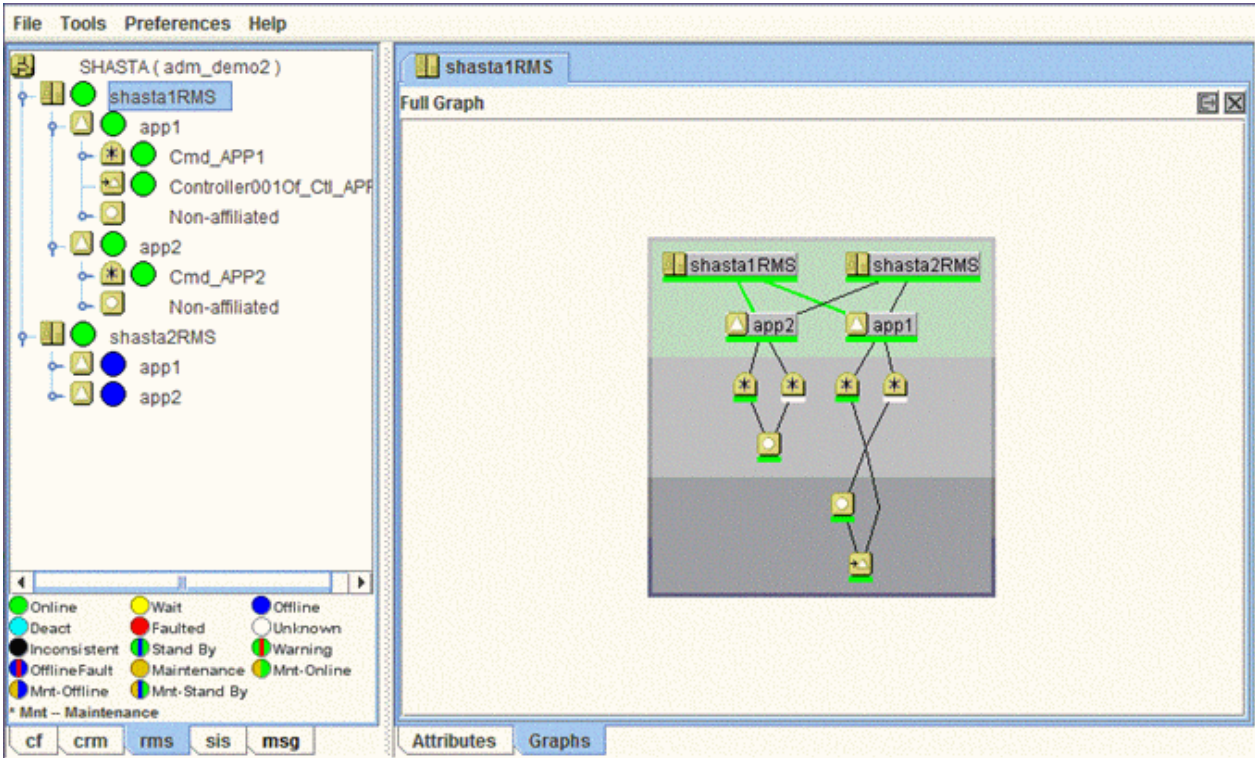 File Tools Preferences Help
SHASTA ( adm_demo2 )
shasta1RMS
app1
Cmd_APP1
Controller001Of_Ctl_APF
Non-affiliated
app2
Cmd_APP2
Non-affiliated
shasta2RMS
app1
app2
Online Wait Offline
Deact Faulted Unknown
Inconsistent Stand By Warning
OfflineFault Maintenance Mnt-Online
Mnt-Offline Mnt-Stand By
* Mnt -- Maintenance
cf crm rms sis msg
shasta1RMS
Full Graph
shasta1RMS shasta2RMS
app2 app1
Attributes Graphs